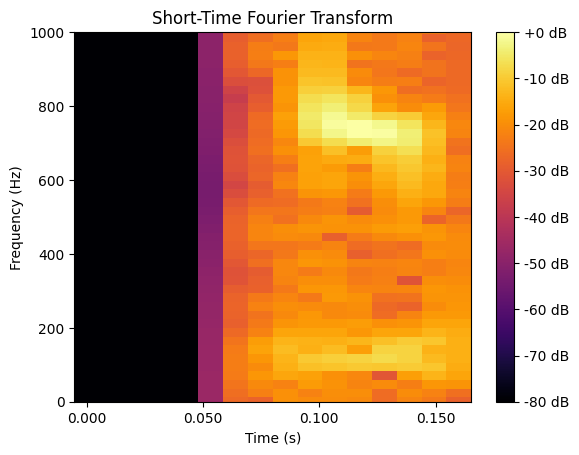 Short-Time Fourier Transform
1000
800
600
400
200
0
Frequency (Hz)
0.000
0.050
0.100
0.150
Time (s)
+0 dB
-10 dB
-20 dB
-30 dB
-40 dB
-50 dB
-60 dB
-70 dB
-80 dB